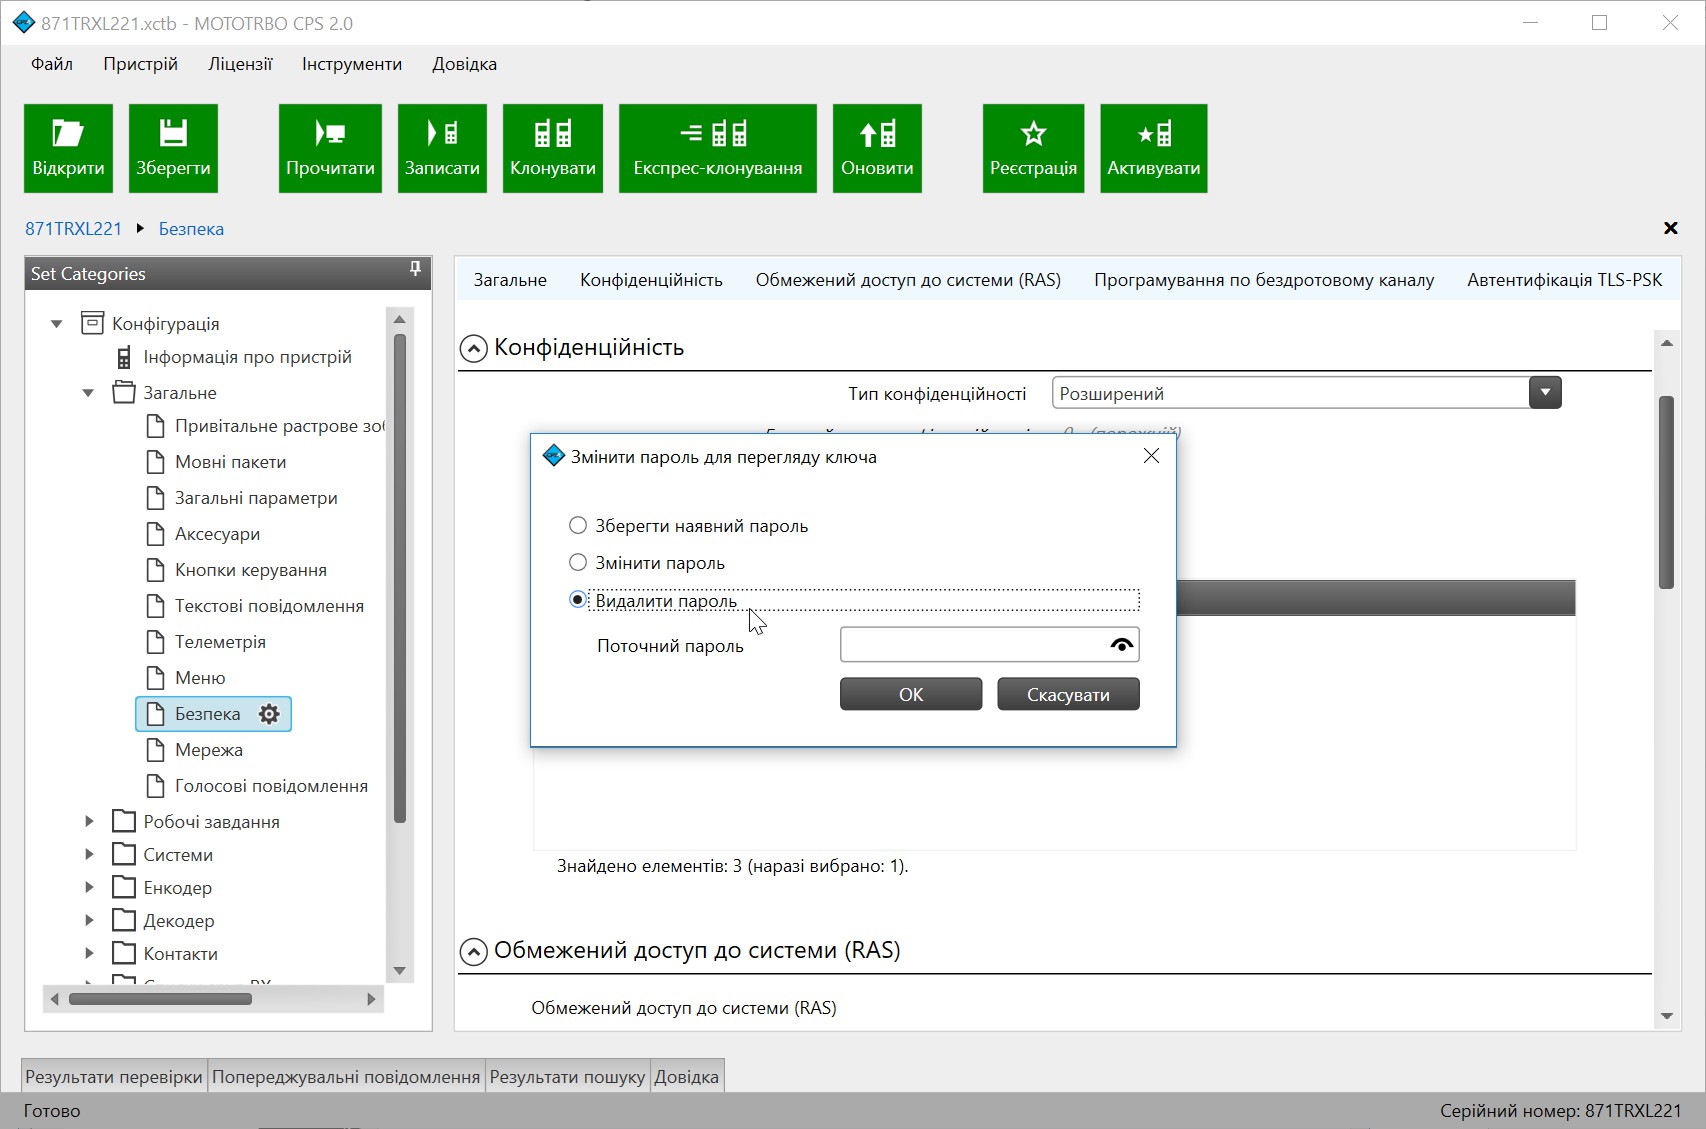 871TRXL221.xctb - MOTOTRBO CPS 2.0
Файл Пристрій Ліцензії Інструменти Довідка
Відкрити Зберегти Прочитати Записати Клонувати Експрес-клонування Оновити Реєстрація Активувати
871TRXL221 Безпека
Set Categories
Конфігурація
Інформація про пристрій
Загальне
Привітальне растрове зоб
Мовні пакети
Загальні параметри
Аксесуари
Кнопки керування
Текстові повідомлення
Телеметрія
Меню
Безпека
Мережа
Голосові повідомлення
Робочі завдання
Системи
Енкодер
Декодер
Контакти
Загальне Конфіденційність Обмежений доступ до системи (RAS) Програмування по бездротовому каналу Автентифікація TLS-PSK
Конфіденційність
Тип конфіденційності Розширений
Змінити пароль для перегляду ключа
Зберегти наявний пароль
Змінити пароль
Видалити пароль
Поточний пароль
ОК Скасувати
Знайдено елементів: 3 (наразі вибрано: 1).
Обмежений доступ до системи (RAS)
Обмежений доступ до системи (RAS)
Результати перевірки Попереджувальні повідомлення Результати пошуку Довідка
Готово Серійний номер: 871TRXL221